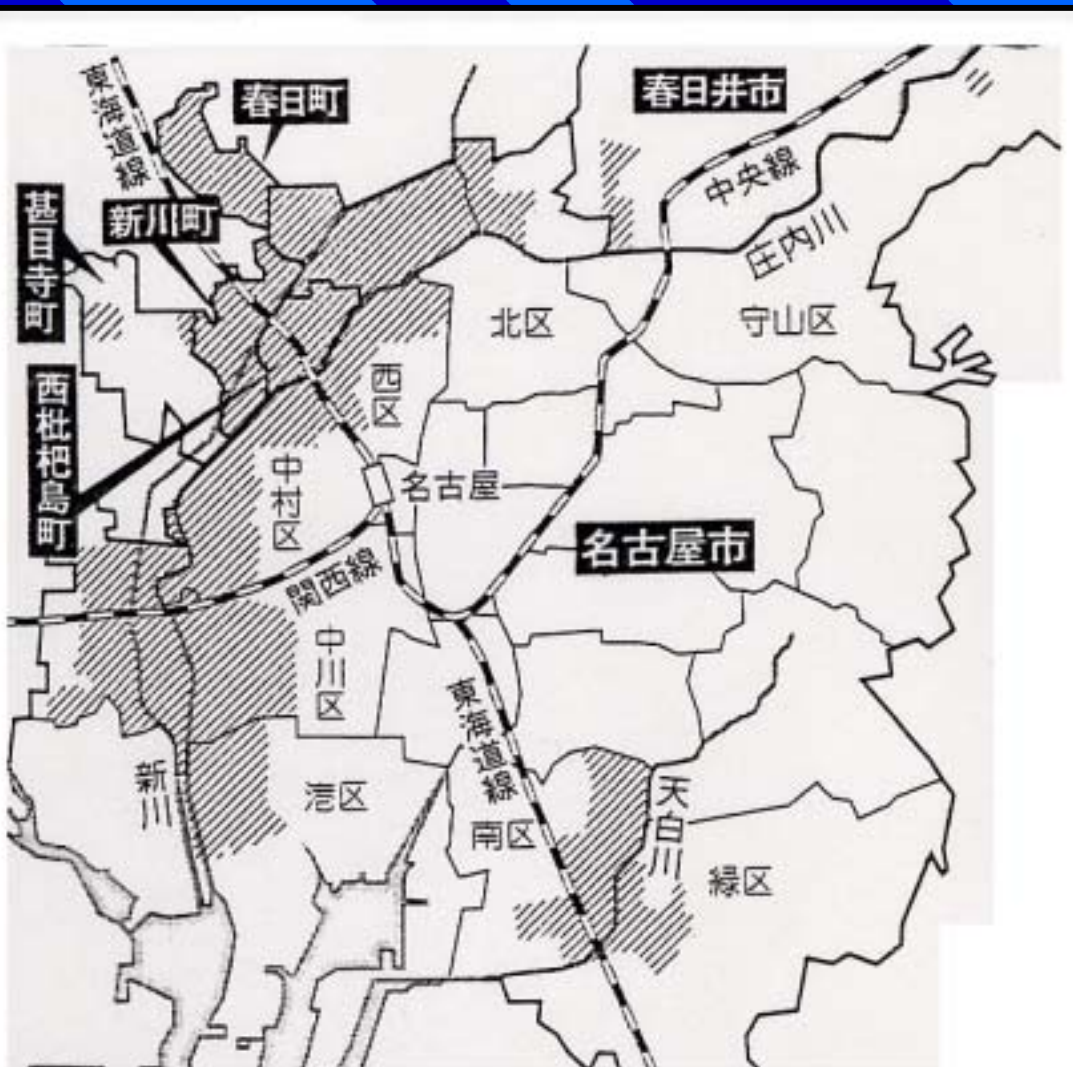 東海道線
春日町
春日井市
中央線
甚目寺町
新川町
庄内川
北区
守山区
西枇杷島町
西区
中村区
名古屋
名古屋市
関西線
中川区
東海道線
新川
港区
南区
天白川
緑区